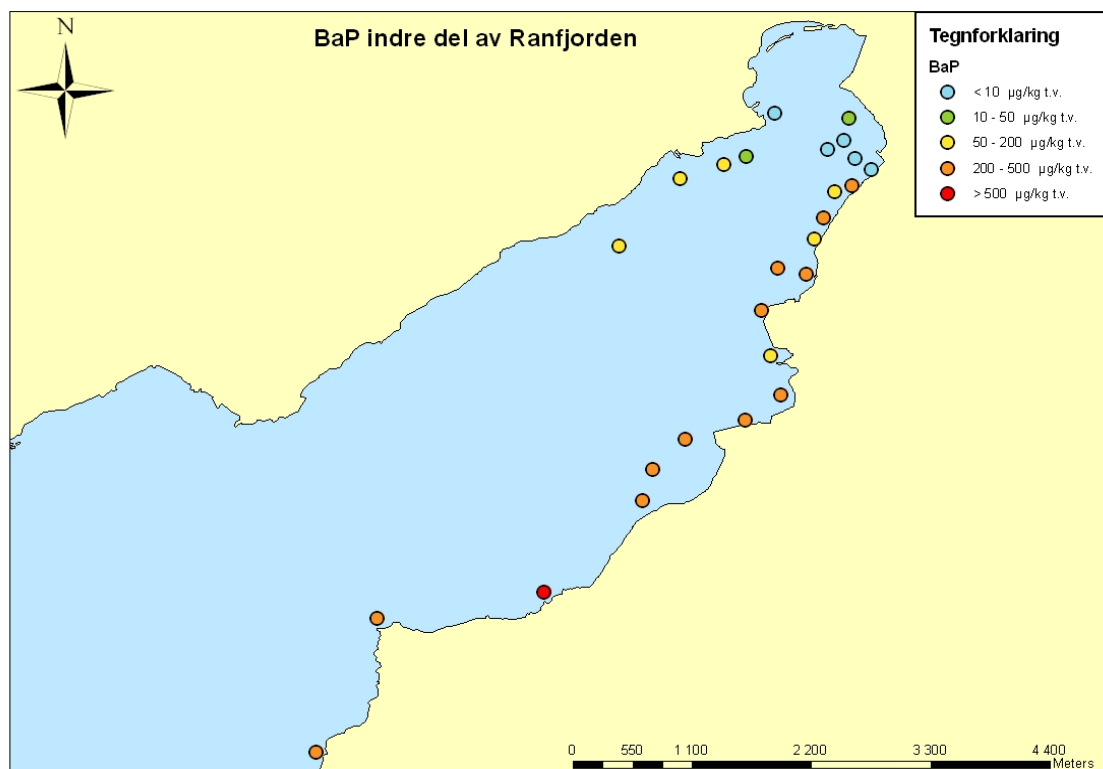 N
BaP indre del av Ranfjorden
Tegnforklaring
BaP
< 10 µg/kg t.v.
10 - 50 µg/kg t.v.
50 - 200 µg/kg t.v.
200 - 500 µg/kg t.v.
> 500 µg/kg t.v.
0 550 1 100 2 200 3 300 4 400
Meters